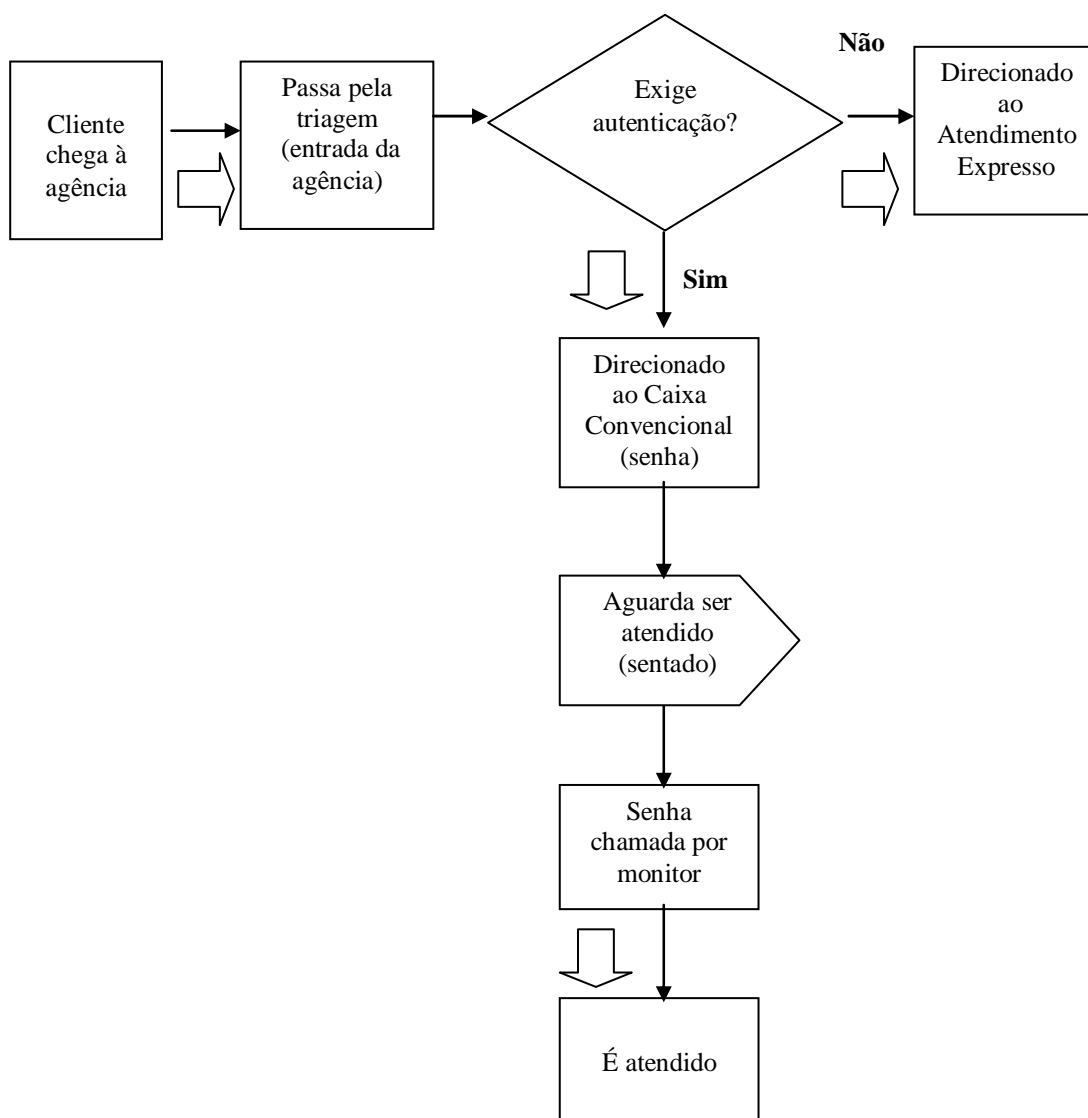 Cliente
chega à
agência
Passa pela
triagem
(entrada da
agência)
Exige
autenticação?
Não
Direcionado
ao
Atendimento
Expresso
Sim
Direcionado
ao Caixa
Convencional
(senha)
Aguarda ser
atendido
(sentado)
Senha
chamada por
monitor
É atendido